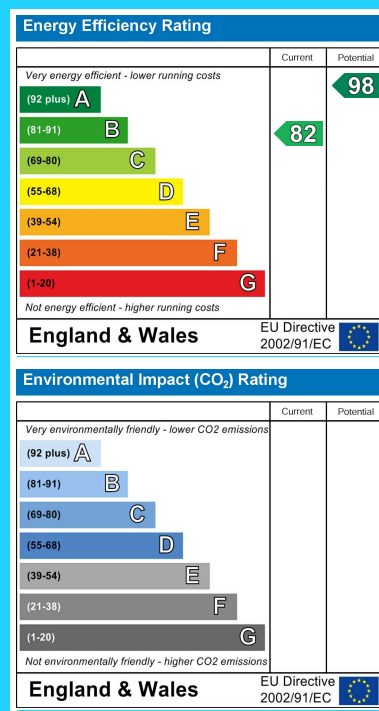 Energy Efficiency Rating
Current Potential
Very energy efficient - lower running costs
(92 plus) A
98
(81-91) B
82
(69-80) C
(55-68) D
(39-54) E
(21-38) F
(1-20) G
Not energy efficient - higher running costs
England & Wales
EU Directive
2002/91/EC
Environmental Impact (CO₂) Rating
Current Potential
Very environmentally friendly - lower CO2 emissions
(92 plus) A
(81-91) B
(69-80) C
(55-68) D
(39-54) E
(21-38) F
(1-20) G
Not environmentally friendly - higher CO2 emissions
England & Wales
EU Directive
2002/91/EC